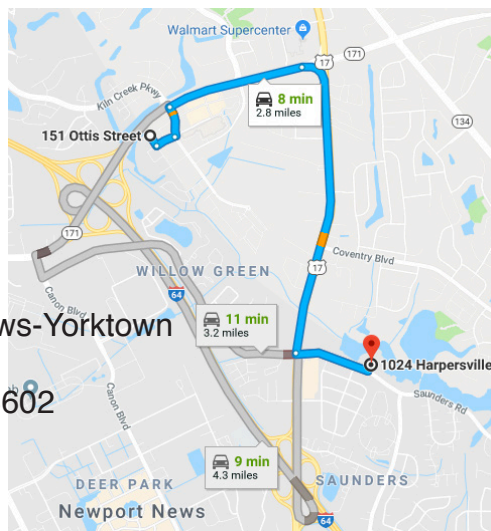 Walmart Supercenter
171
17
Kiln Creek Pkwy
8 min
2.8 miles
134
151 Ottis Street
171
Coventry Blvd
WILLOW GREEN
17
64
Canon Blvd
ws-Yorktown
11 min
3.2 miles
1024 Harpersville
602
Saunders Rd
Canon Blvd
9 min
4.3 miles
DEER PARK
SAUNDERS
Newport News
64